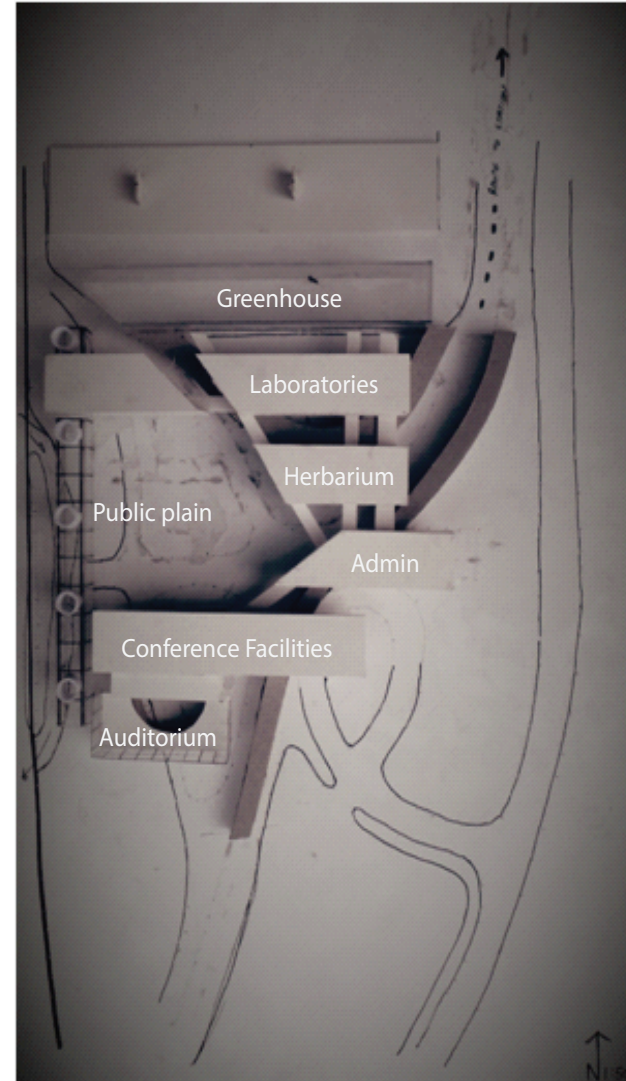 Greenhouse
Laboratories
Herbarium
Public plain
Admin
Conference Facilities
Auditorium
N